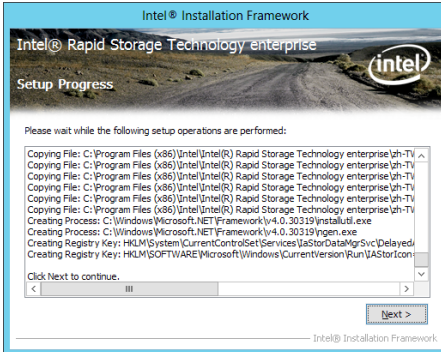 Intel® Installation Framework
Intel® Rapid Storage Technology enterprise
intel
Setup Progress
Please wait while the following setup operations are performed:
Copying File: C:\Program Files (x86)\Intel\Intel(R) Rapid Storage Technology enterprise\zh-TW
Copying File: C:\Program Files (x86)\Intel\Intel(R) Rapid Storage Technology enterprise\zh-TW
Copying File: C:\Program Files (x86)\Intel\Intel(R) Rapid Storage Technology enterprise\zh-TW
Copying File: C:\Program Files (x86)\Intel\Intel(R) Rapid Storage Technology enterprise\zh-TW
Copying File: C:\Program Files (x86)\Intel\Intel(R) Rapid Storage Technology enterprise\zh-TW
Copying File: C:\Program Files (x86)\Intel\Intel(R) Rapid Storage Technology enterprise\zh-TW
Creating Process: C:\Windows\Microsoft.NET\Framework\v4.0.30319\installutil.exe
Creating Process: C:\Windows\Microsoft.NET\Framework\v4.0.30319\ngen.exe
Creating Registry Key: HKLM\System\CurrentControlSet\Services\IaStorDataMgrSvc\DelayedA
Creating Registry Key: HKLM\SOFTWARE\Microsoft\Windows\CurrentVersion\Run\IAStorIcon=
Click Next to continue.
Next >
Intel® Installation Framework